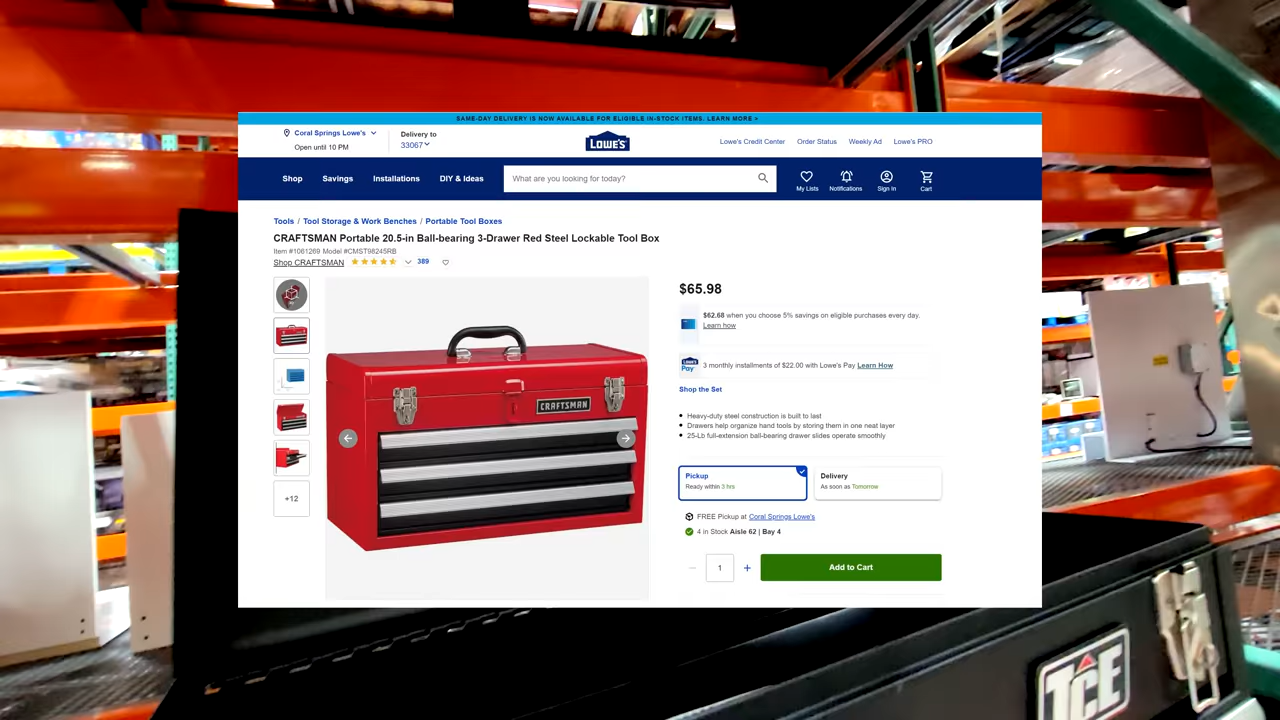 SAME-DAY DELIVERY IS NOW AVAILABLE FOR ELIGIBLE IN-STOCK ITEMS. LEARN MORE >
Coral Springs Lowe's
Open until 10 PM
Delivery to
33067
LOWE'S
Lowe's Credit Center
Order Status
Weekly Ad
Lowe's PRO
Shop
Savings
Installations
DIY & Ideas
What are you looking for today?
My Lists
Notifications
Sign In
Cart
Tools / Tool Storage & Work Benches / Portable Tool Boxes
CRAFTSMAN Portable 20.5-in Ball-bearing 3-Drawer Red Steel Lockable Tool Box
Item #1081269 Model #CMST98245RB
Shop CRAFTSMAN
389
+12
CRAFTSMAN
$65.98
$62.68 when you choose 5% savings on eligible purchases every day.
Learn how
LOWE'S
Pay
3 monthly installments of $22.00 with Lowe's Pay Learn How
Shop the Set
Heavy-duty steel construction is built to last
Drawers help organize hand tools by storing them in one neat layer
25-Lb full-extension ball-bearing drawer slides operate smoothly
Pickup
Ready within 3 hrs
Delivery
As soon as Tomorrow
FREE Pickup at Coral Springs Lowe's
4 in Stock Aisle 62 | Bay 4
1
Add to Cart
TCE